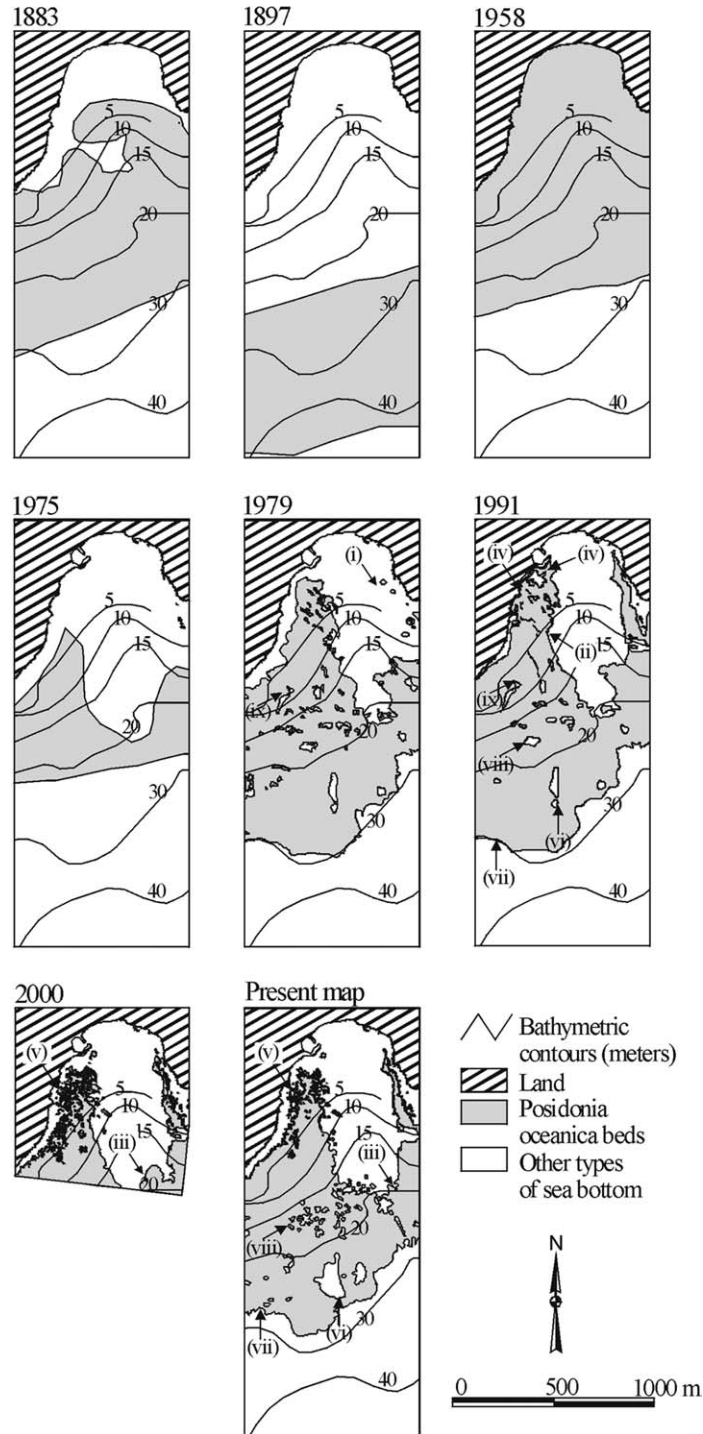 1883
5
10
15
20
30
40
1897
5
10
15
20
30
40
1958
5
10
15
20
30
40
1975
5
10
15
20
30
40
1979
(i)
5
10
15
(ix)
20
30
40
1991
(iv)
(iv)
5
10
(ii)
15
(ix)
20
(viii)
30
(vi)
(vii)
40
2000
(v)
5
10
15
(iii)
20
Present map
(v)
5
10
15
(iii)
20
(viii)
30
(vii)
(vi)
40
Bathymetric
contours (meters)
Land
Posidonia
oceanica beds
Other types
of sea bottom
N
0 500 1000 m